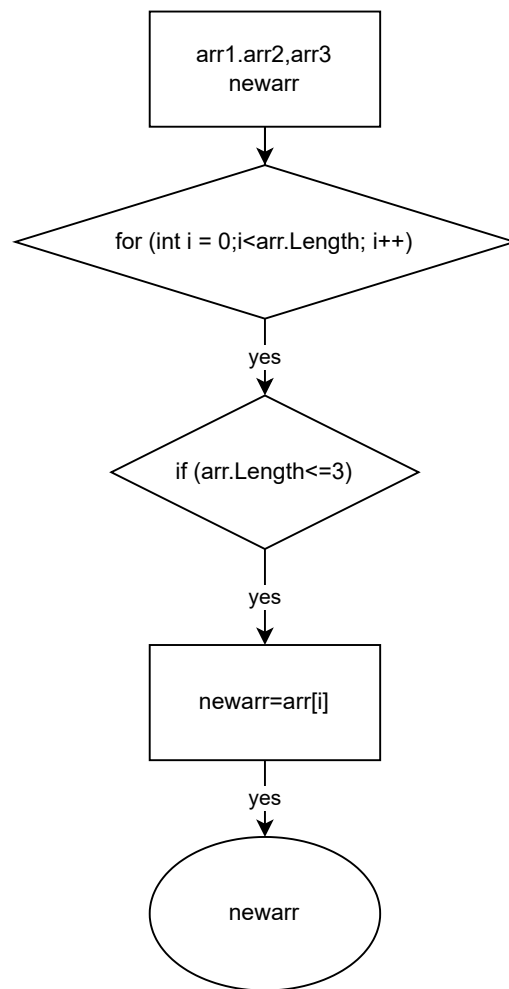 arr1.arr2,arr3
newarr
for (int i = 0;i<arr.Length; i++)
yes
if (arr.Length<=3)
yes
newarr=arr[i]
yes
newarr